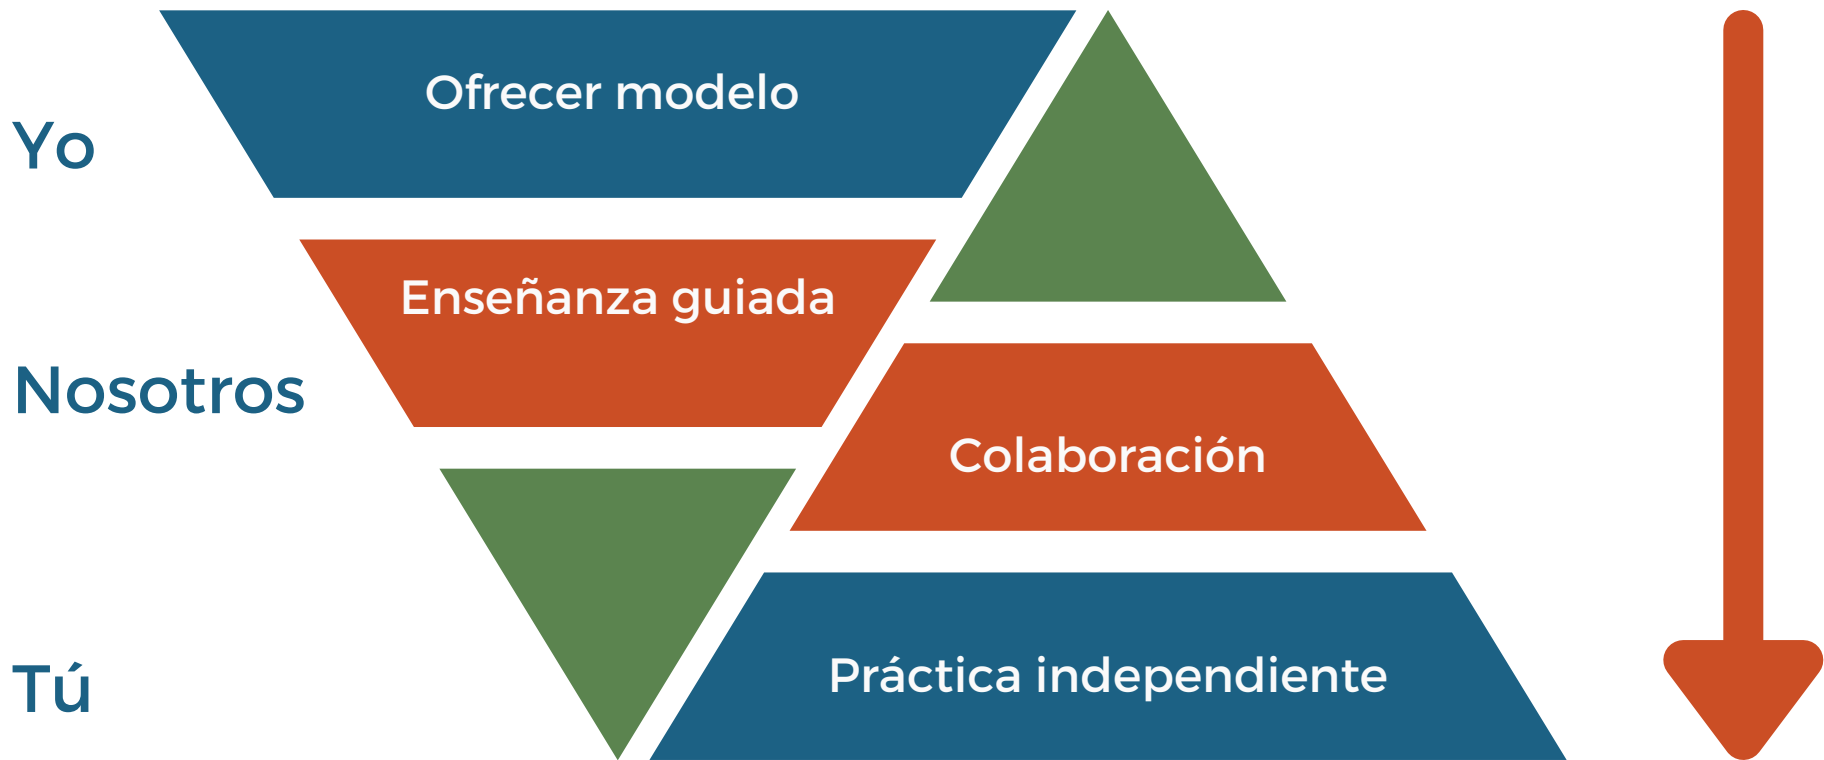 Ofrecer modelo
Yo
Enseñanza guiada
Nosotros
Colaboración
Tú
Práctica independiente